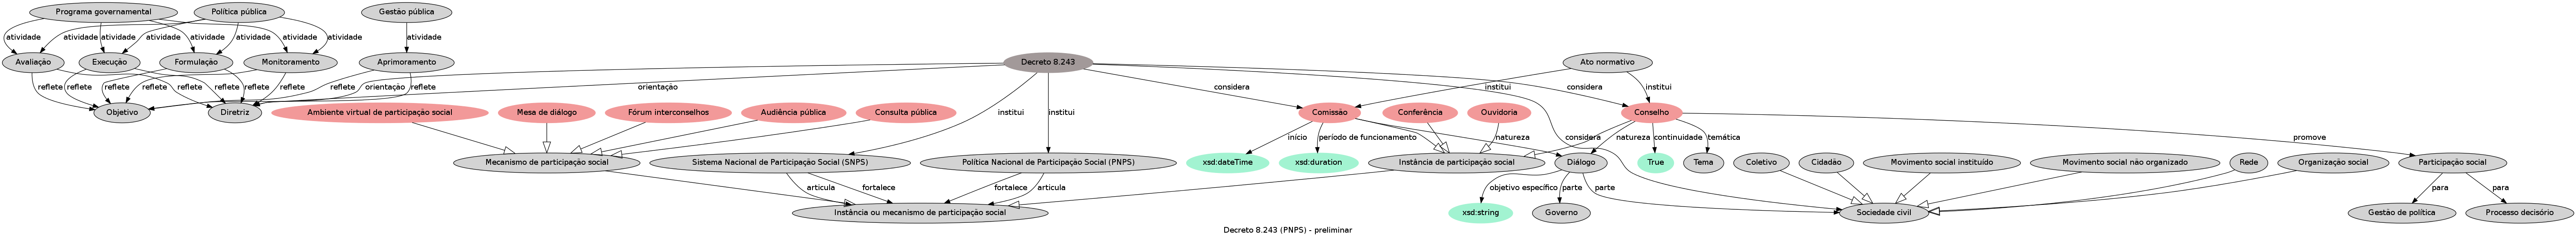 Programa governamental
Política pública
Gestão pública
atividade
atividade
atividade
atividade
atividade
atividade
atividade
atividade
atividade
Avaliação
Execução
Formulação
Monitoramento
Aprimoramento
Decreto 8.243
Ato normativo
reflete
reflete
reflete
reflete
reflete
reflete
reflete
reflete
reflete
orientação
reflete
orientação
considera
institui
considera
institui
Objetivo
Diretriz
Ambiente virtual de participação social
Mesa de diálogo
Fórum interconselhos
Audiência pública
Consulta pública
institui
institui
Comissão
Conferência
Ouvidoria
Conselho
início
período de funcionamento
natureza
considera
natureza
continuidade
temática
promove
Mecanismo de participação social
Sistema Nacional de Participação Social (SNPS)
Política Nacional de Participação Social (PNPS)
xsd:dateTime
xsd:duration
Instância de participação social
Diálogo
True
Tema
Coletivo
Cidadão
Movimento social instituído
Movimento social não organizado
Rede
Organização social
Participação social
articula
fortalece
fortalece
articula
objetivo específico
parte
parte
para
para
Instância ou mecanismo de participação social
xsd:string
Governo
Sociedade civil
Gestão de política
Processo decisório
Decreto 8.243 (PNPS) - preliminar